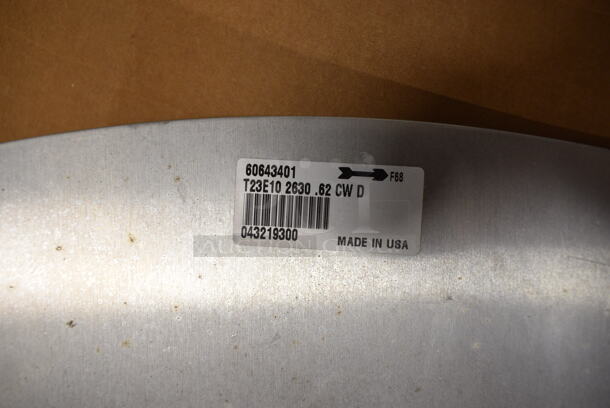 60643401
F68
T23E10 2630 .62 CW D
043219300
MADE IN USA